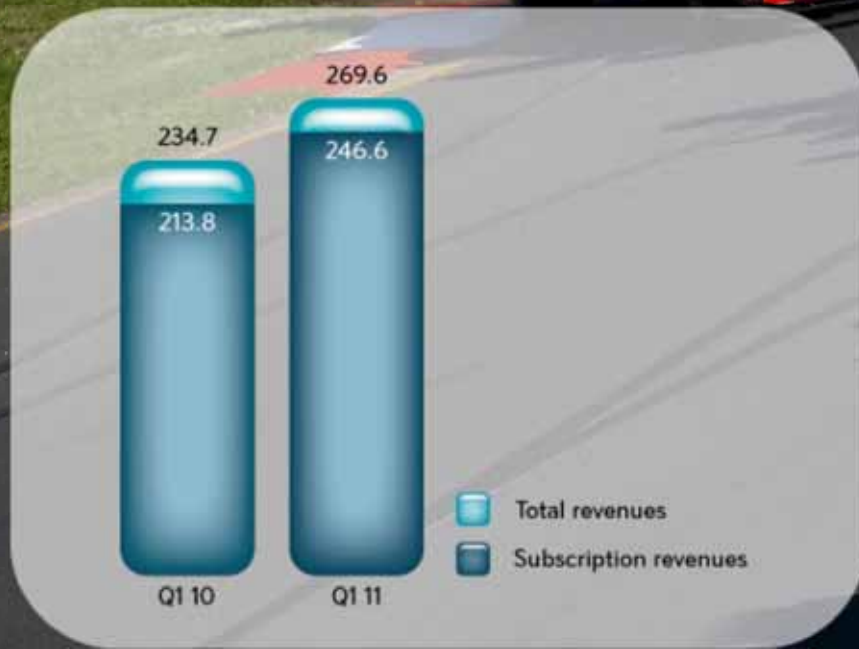 269.6
234.7
246.6
213.8
Total revenues
Subscription revenues
Q1 10 Q1 11